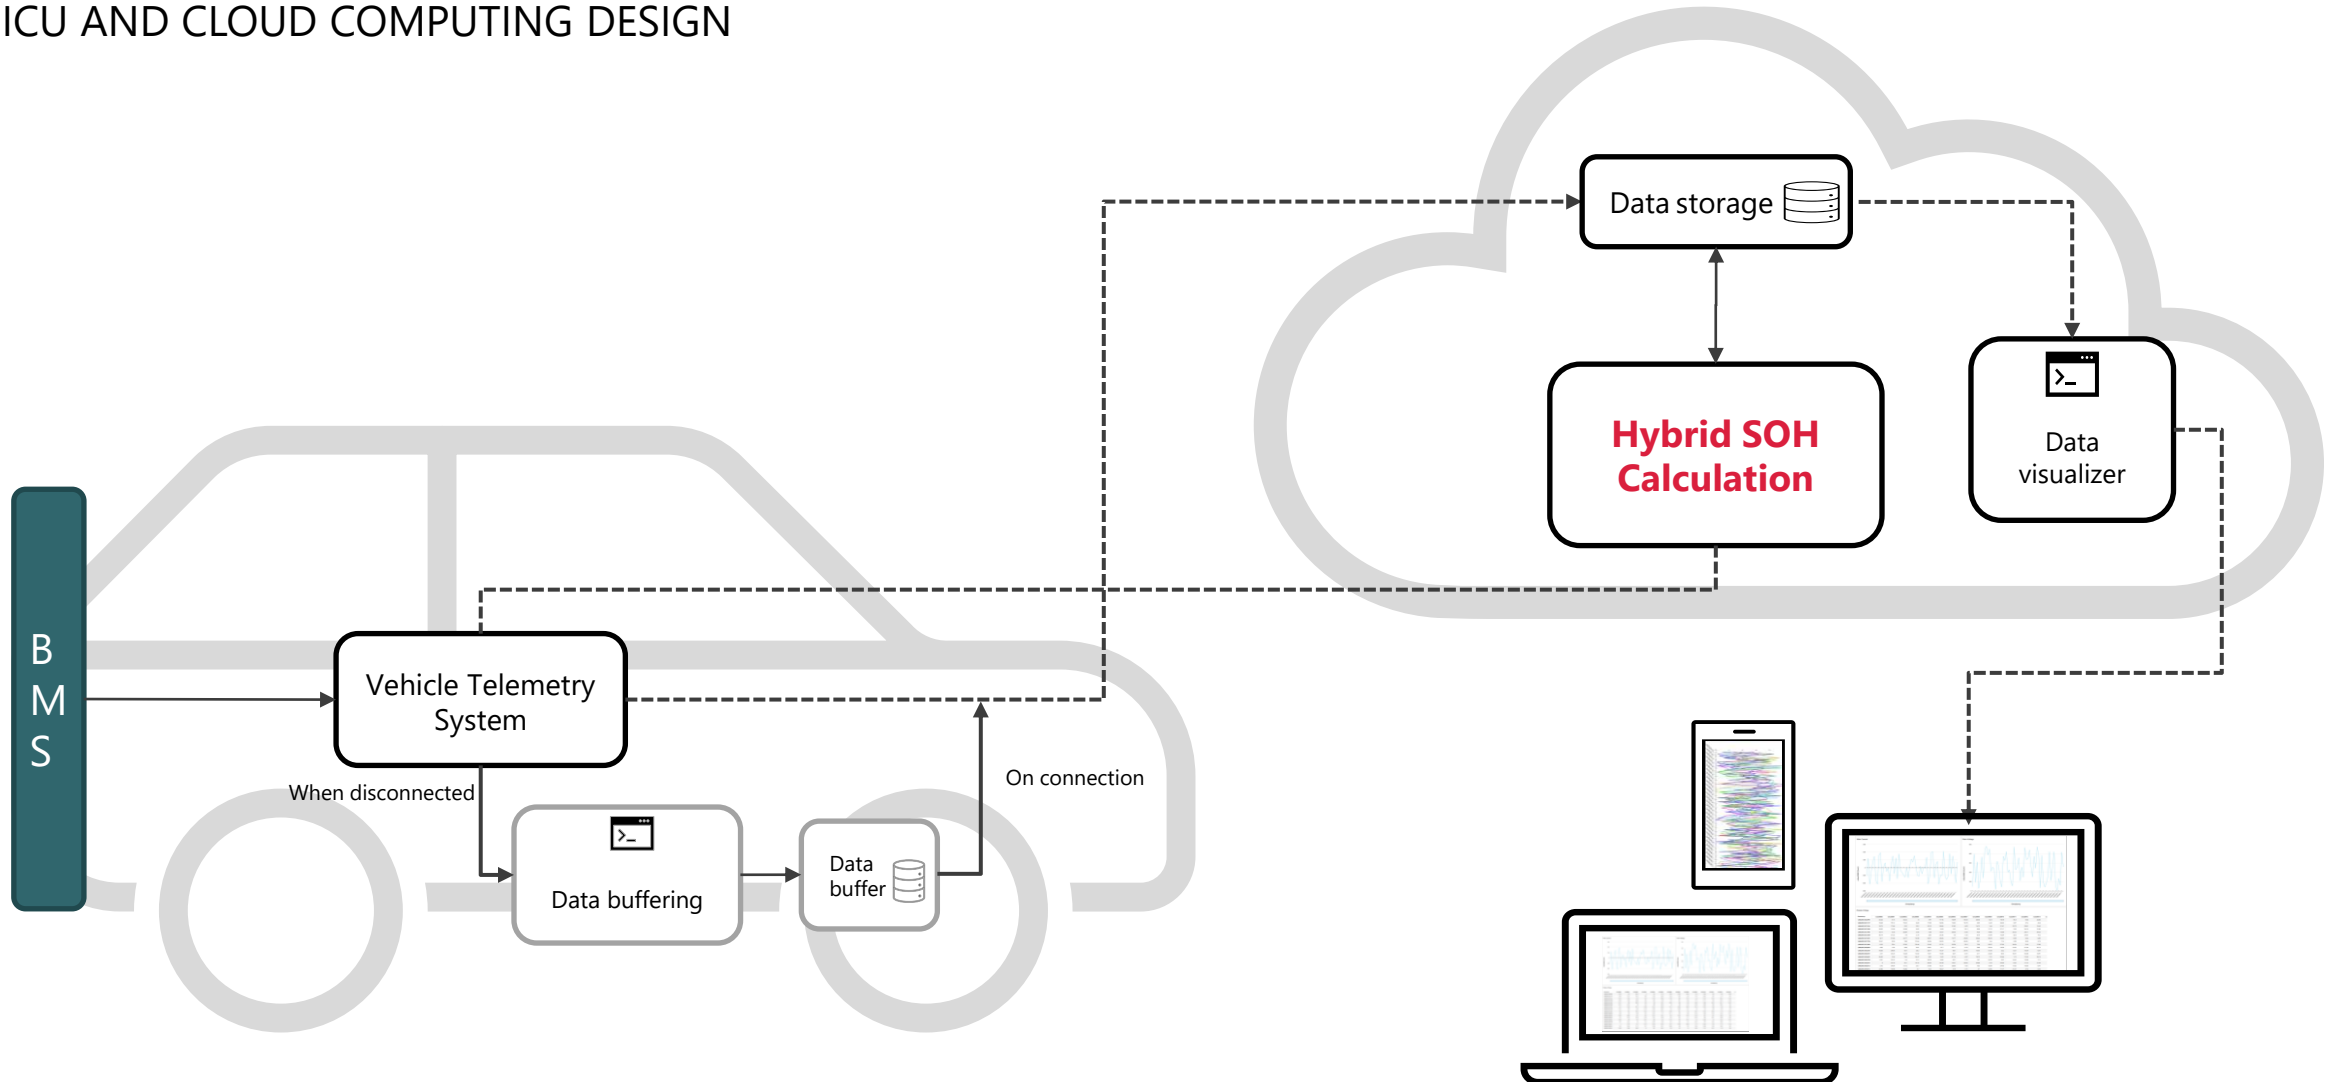 ICU AND CLOUD COMPUTING DESIGN
Data storage
Hybrid SOH
Calculation
Data
visualizer
B
M
S
Vehicle Telemetry
System
When disconnected
On connection
Data buffering
Data
buffer